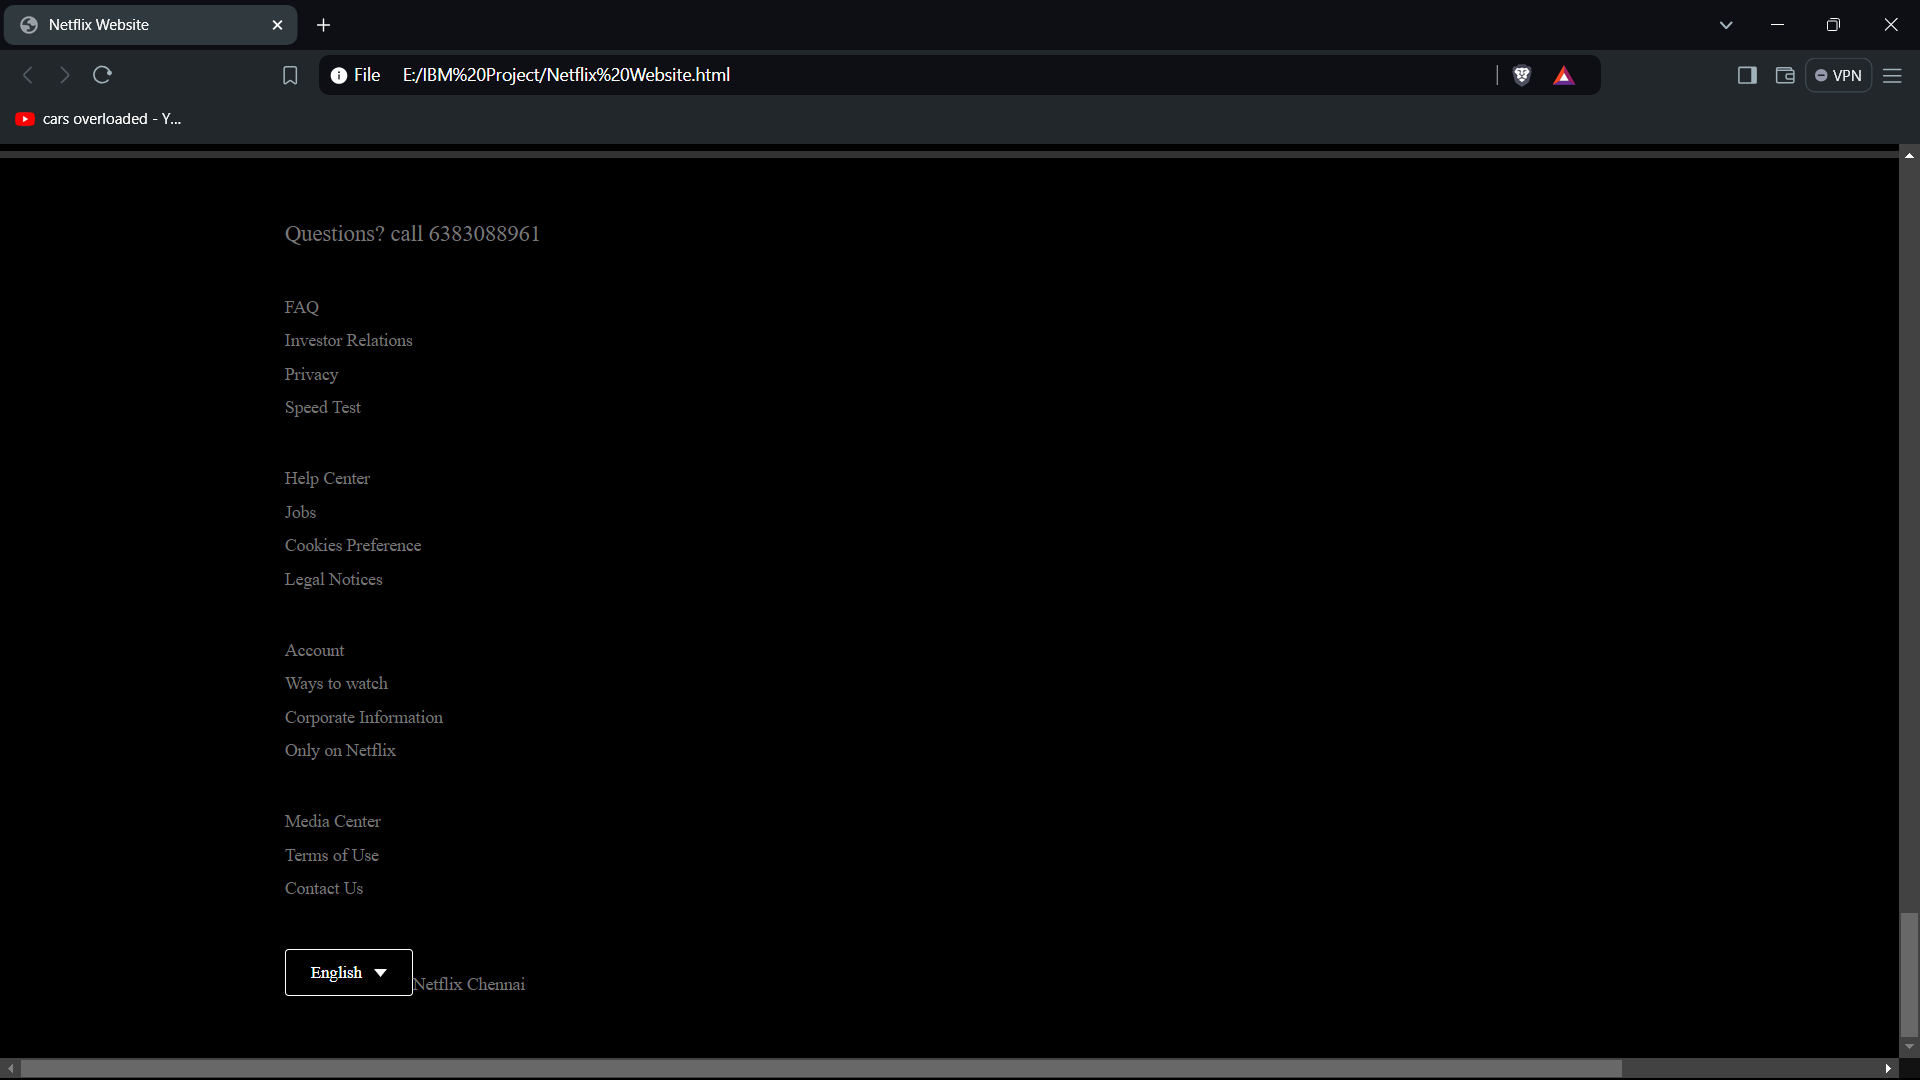 Netflix Website
File E:/IBM%20Project/Netflix%20Website.html
VPN
cars overloaded - Y...
Questions? call 6383088961
FAQ
Investor Relations
Privacy
Speed Test
Help Center
Jobs
Cookies Preference
Legal Notices
Account
Ways to watch
Corporate Information
Only on Netflix
Media Center
Terms of Use
Contact Us
English
Netflix Chennai